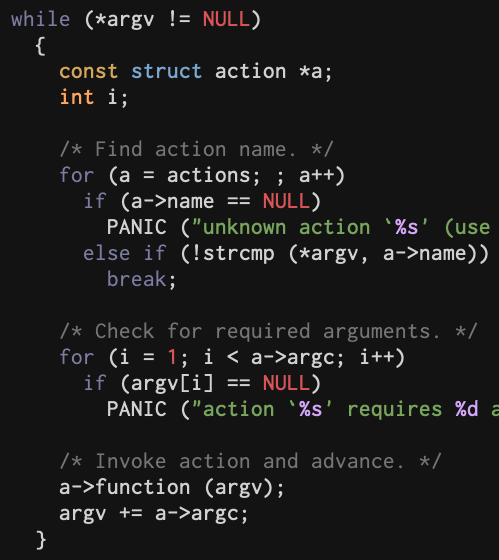 while (*argv != NULL)
{
const struct action *a;
int i;
/* Find action name. */
for (a = actions; ; a++)
if (a->name == NULL)
PANIC ("unknown action `%s' (use
else if (!strcmp (*argv, a->name))
break;
/* Check for required arguments. */
for (i = 1; i < a->argc; i++)
if (argv[i] == NULL)
PANIC ("action `%s' requires %d a
/* Invoke action and advance. */
a->function (argv);
argv += a->argc;
}